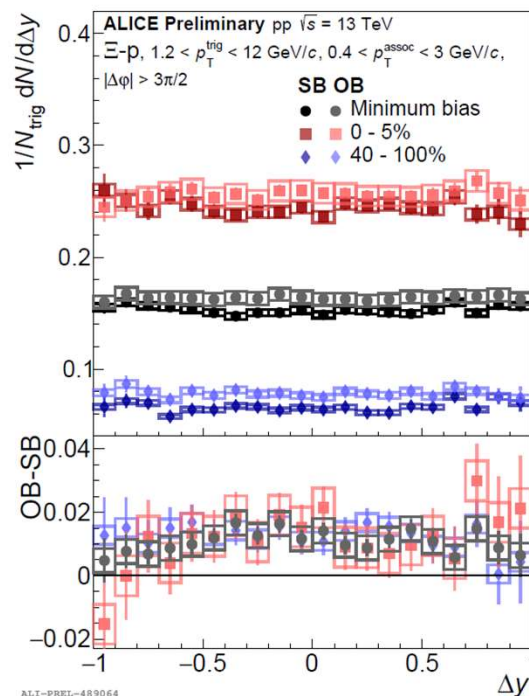 ALICE Preliminary pp √s = 13 TeV
Ξ-p, 1.2 < p_T^trig < 12 GeV/c, 0.4 < p_T^assoc < 3 GeV/c,
|Δφ| > 3π/2
SB OB
Minimum bias
0 - 5%
40 - 100%
1/N_trig dN/dΔy
0.4
0.3
0.2
0.1
OB-SB
0.04
0.02
0
−0.02
−1 −0.5 0 0.5
Δy
ALI-PREL-489064